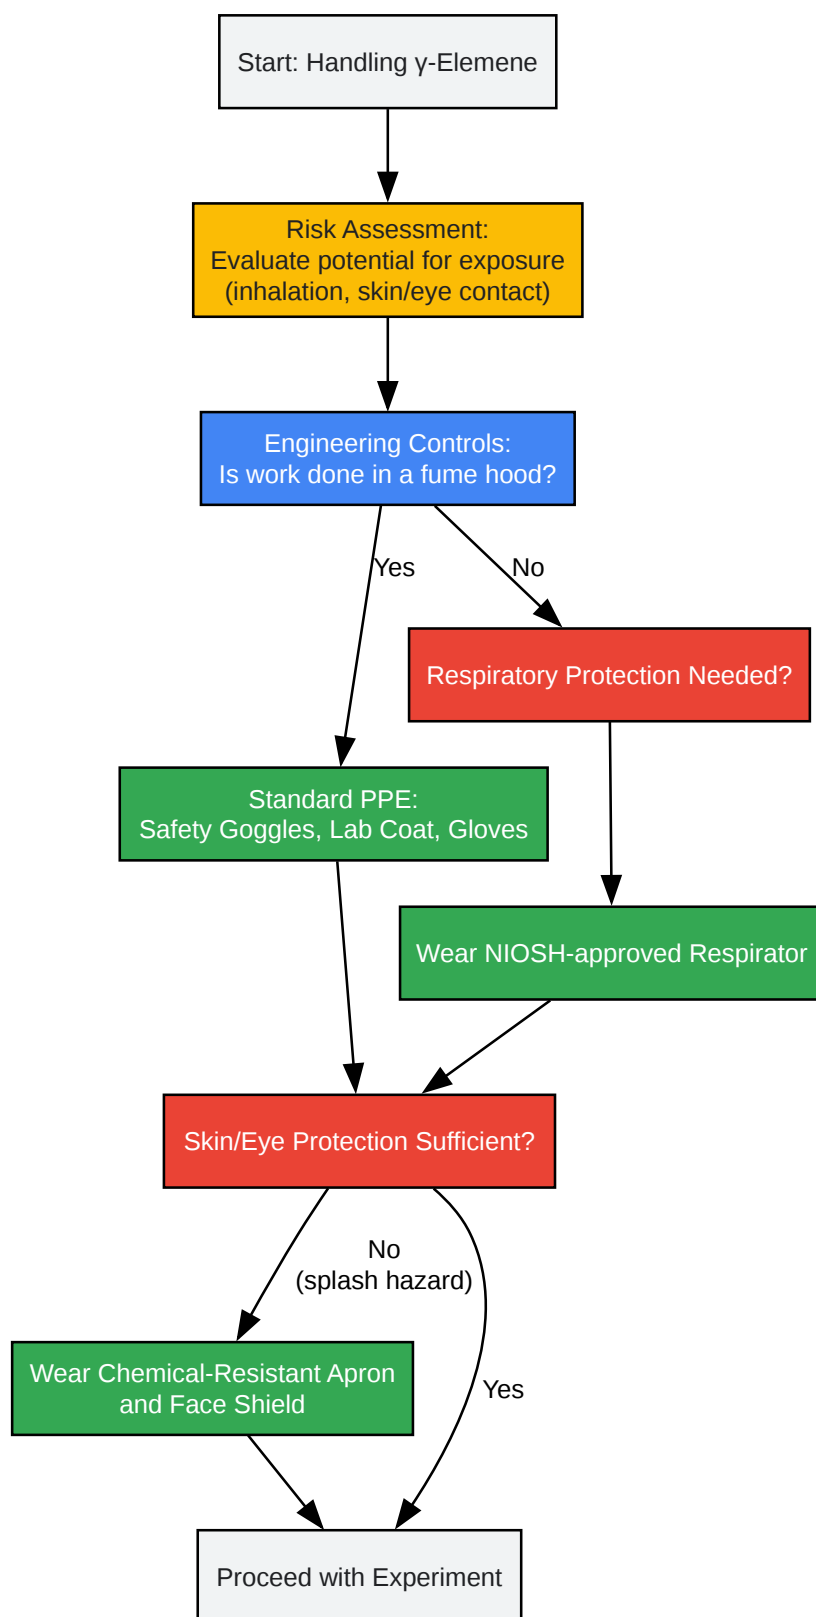 Start: Handling γ-Elemene
Risk Assessment:
Evaluate potential for exposure
(inhalation, skin/eye contact)
Engineering Controls:
Is work done in a fume hood?
Yes
No
Respiratory Protection Needed?
Standard PPE:
Safety Goggles, Lab Coat, Gloves
Wear NIOSH-approved Respirator
Skin/Eye Protection Sufficient?
No
(splash hazard)
Wear Chemical-Resistant Apron
and Face Shield
Yes
Proceed with Experiment